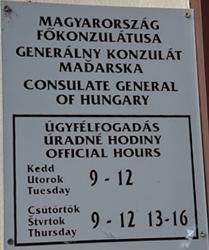 MAGYARORSZÁG
FŐKONZULÁTUSA
GENERÁLNY KONZULÁT
MAĎARSKA
CONSULATE GENERAL
OF HUNGARY
ÜGYFÉLFOGADÁS
ÚRADNÉ HODINY
OFFICIAL HOURS
Kedd
Utorok 9 - 12
Tuesday
Csütörtök
Štvrtok 9 - 12 13-16
Thursday